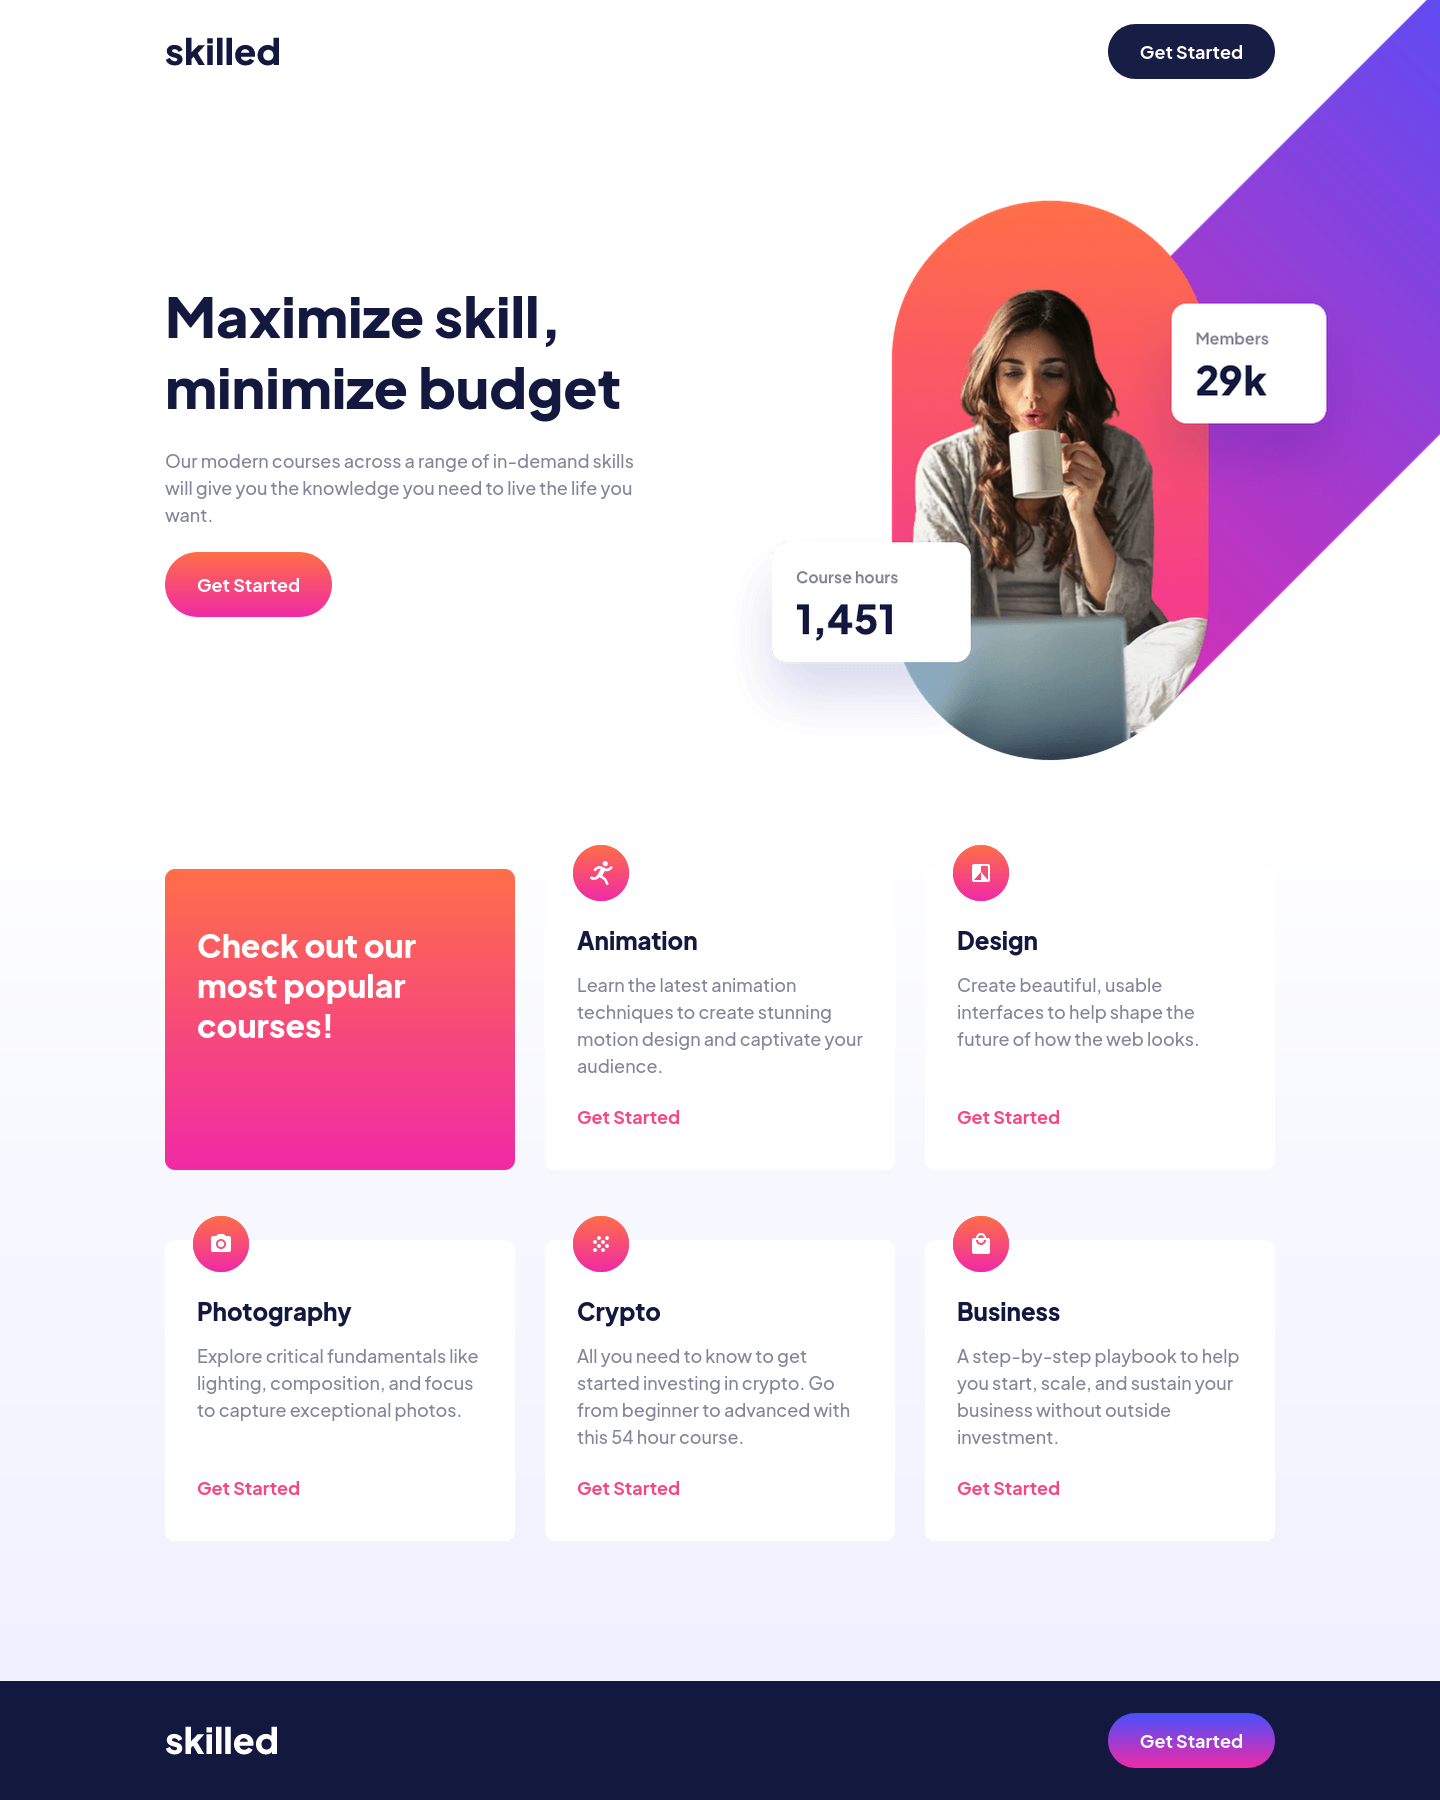 skilled
Get Started
Maximize skill,
minimize budget
Our modern courses across a range of in-demand skills
will give you the knowledge you need to live the life you
want.
Get Started
Members
29k
Course hours
1,451
Check out our
most popular
courses!
Animation
Learn the latest animation
techniques to create stunning
motion design and captivate your
audience.
Get Started
Design
Create beautiful, usable
interfaces to help shape the
future of how the web looks.
Get Started
Photography
Explore critical fundamentals like
lighting, composition, and focus
to capture exceptional photos.
Get Started
Crypto
All you need to know to get
started investing in crypto. Go
from beginner to advanced with
this 54 hour course.
Get Started
Business
A step-by-step playbook to help
you start, scale, and sustain your
business without outside
investment.
Get Started
skilled
Get Started